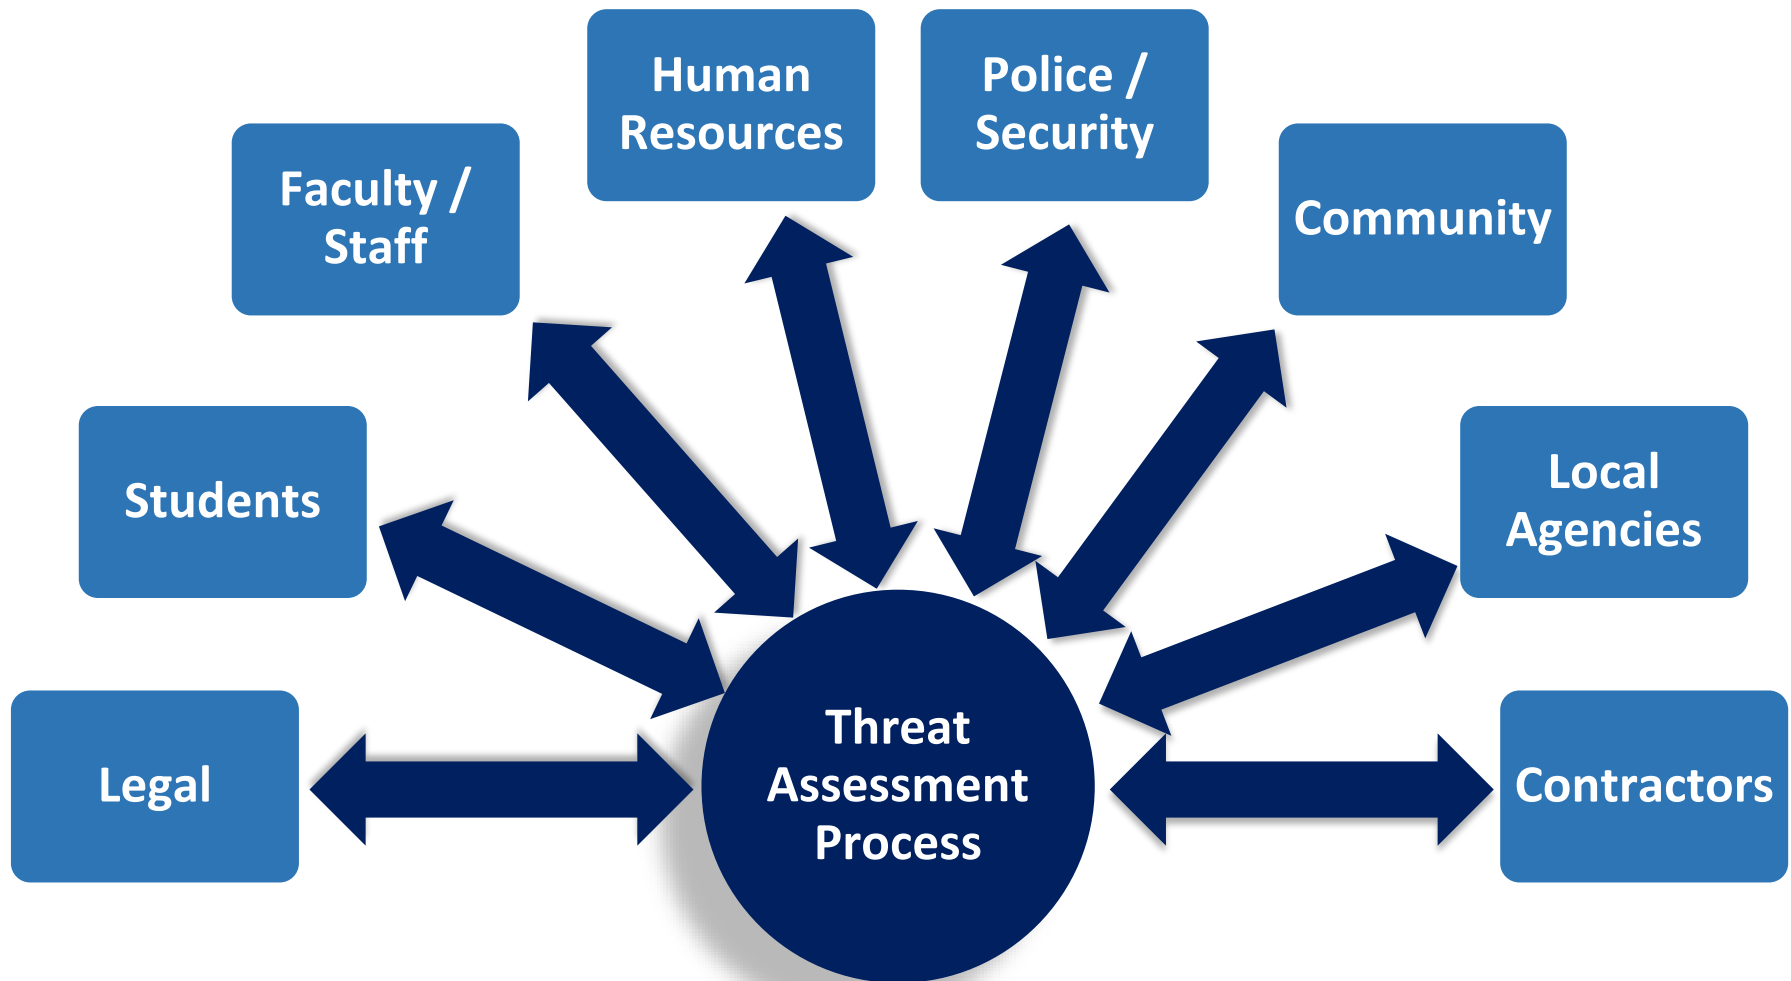 Human
Resources
Police /
Security
Faculty /
Staff
Community
Students
Local
Agencies
Legal
Threat
Assessment
Process
Contractors